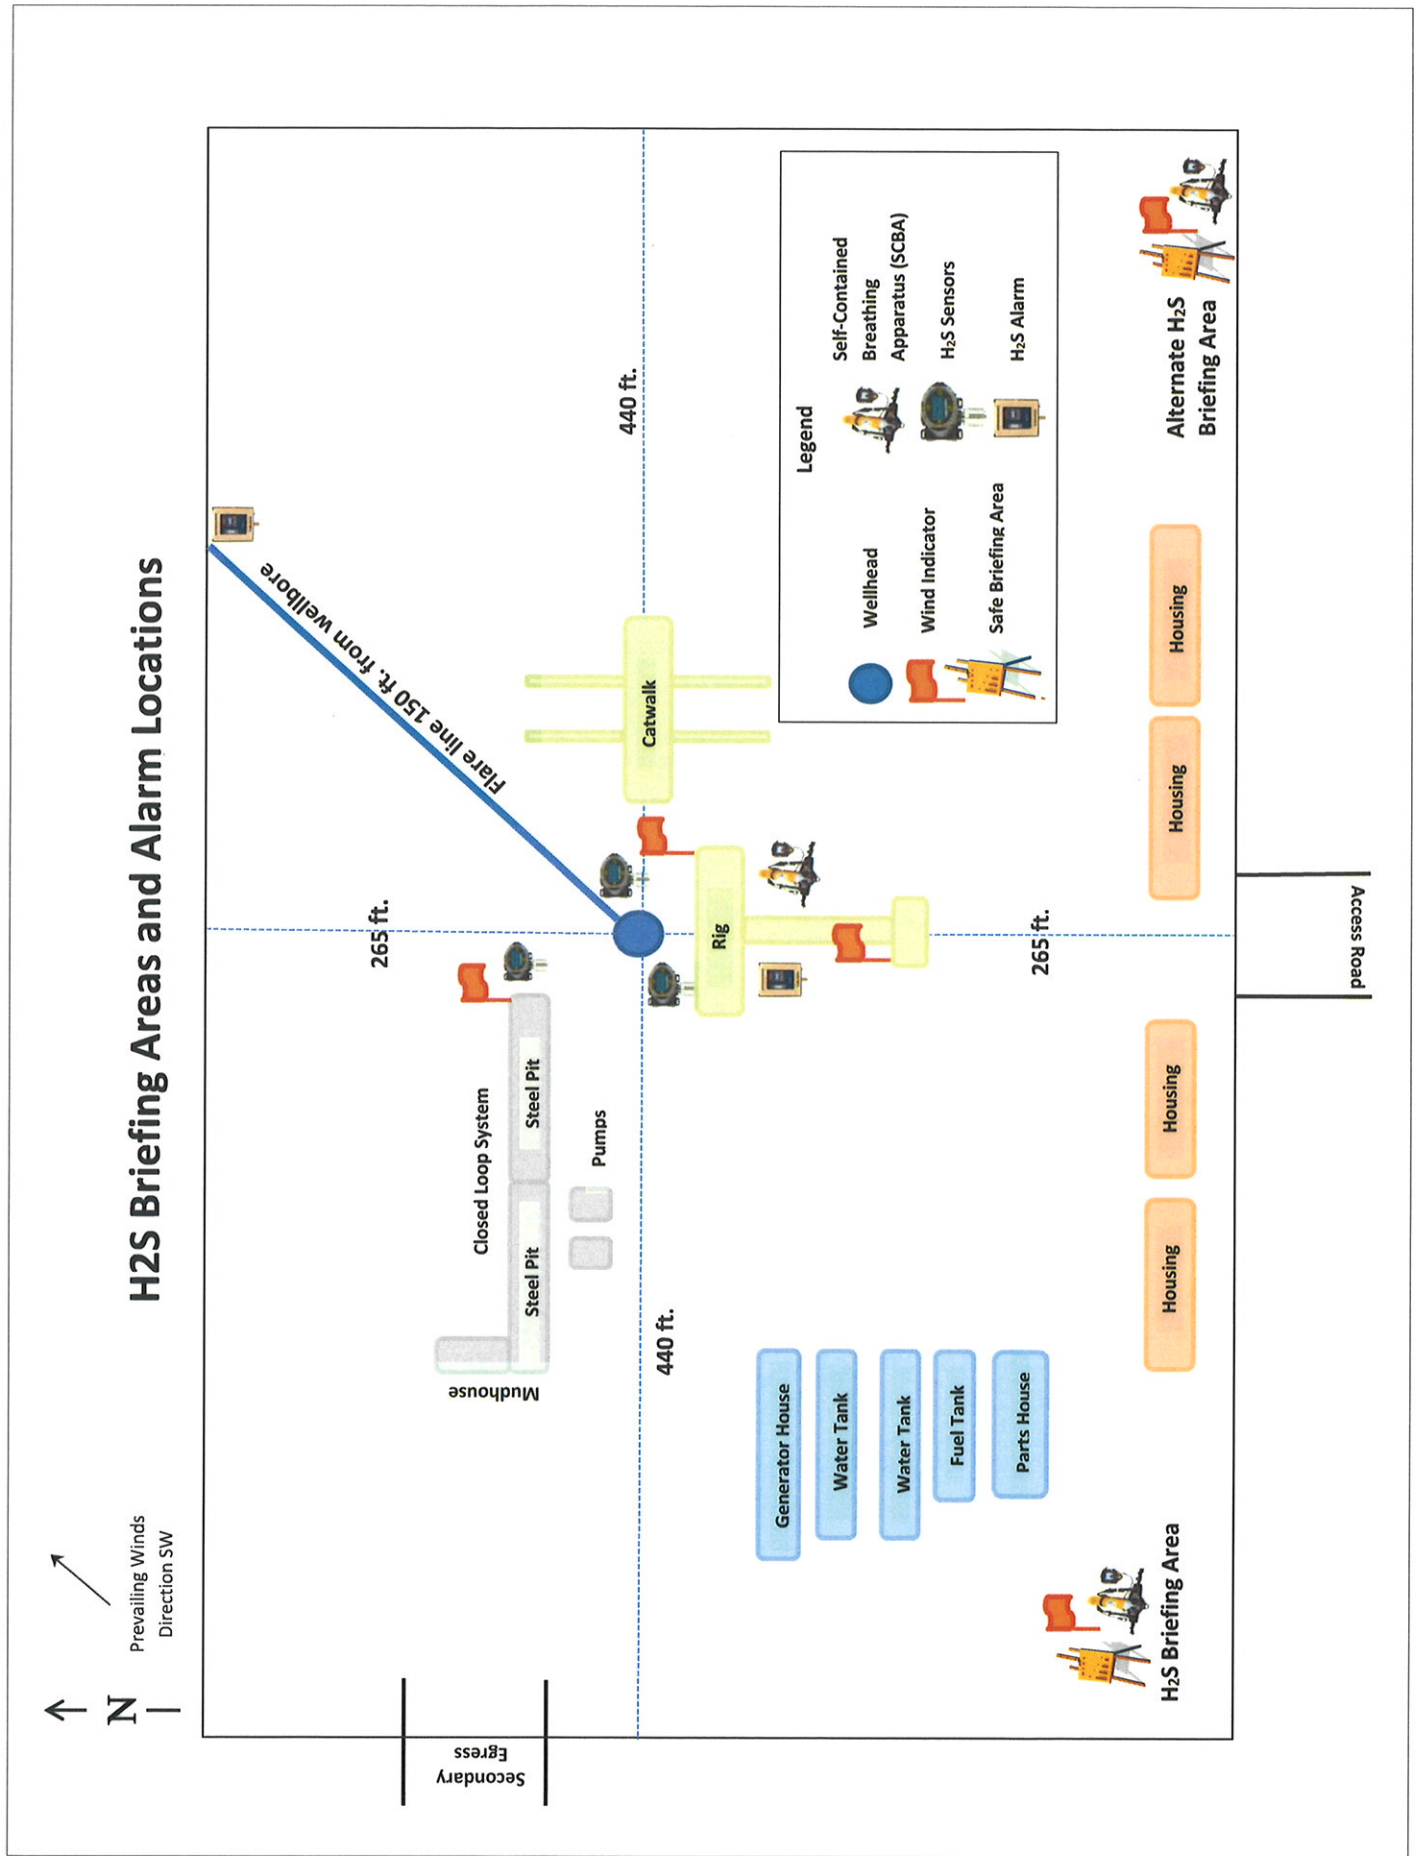 H2S Briefing Areas and Alarm Locations
N
Prevailing Winds
Direction SW
Secondary
Egress
Flare line 150 ft. from wellbore
265 ft.
440 ft.
Closed Loop System
Mudhouse
Steel Pit
Steel Pit
Pumps
Catwalk
440 ft.
Rig
Generator House
Water Tank
Water Tank
Fuel Tank
Parts House
265 ft.
Legend
Wellhead
Wind Indicator
Safe Briefing Area
Self-Contained
Breathing
Apparatus (SCBA)
H₂S Sensors
H₂S Alarm
H₂S Briefing Area
Housing
Housing
Housing
Housing
Alternate H₂S
Briefing Area
Access Road